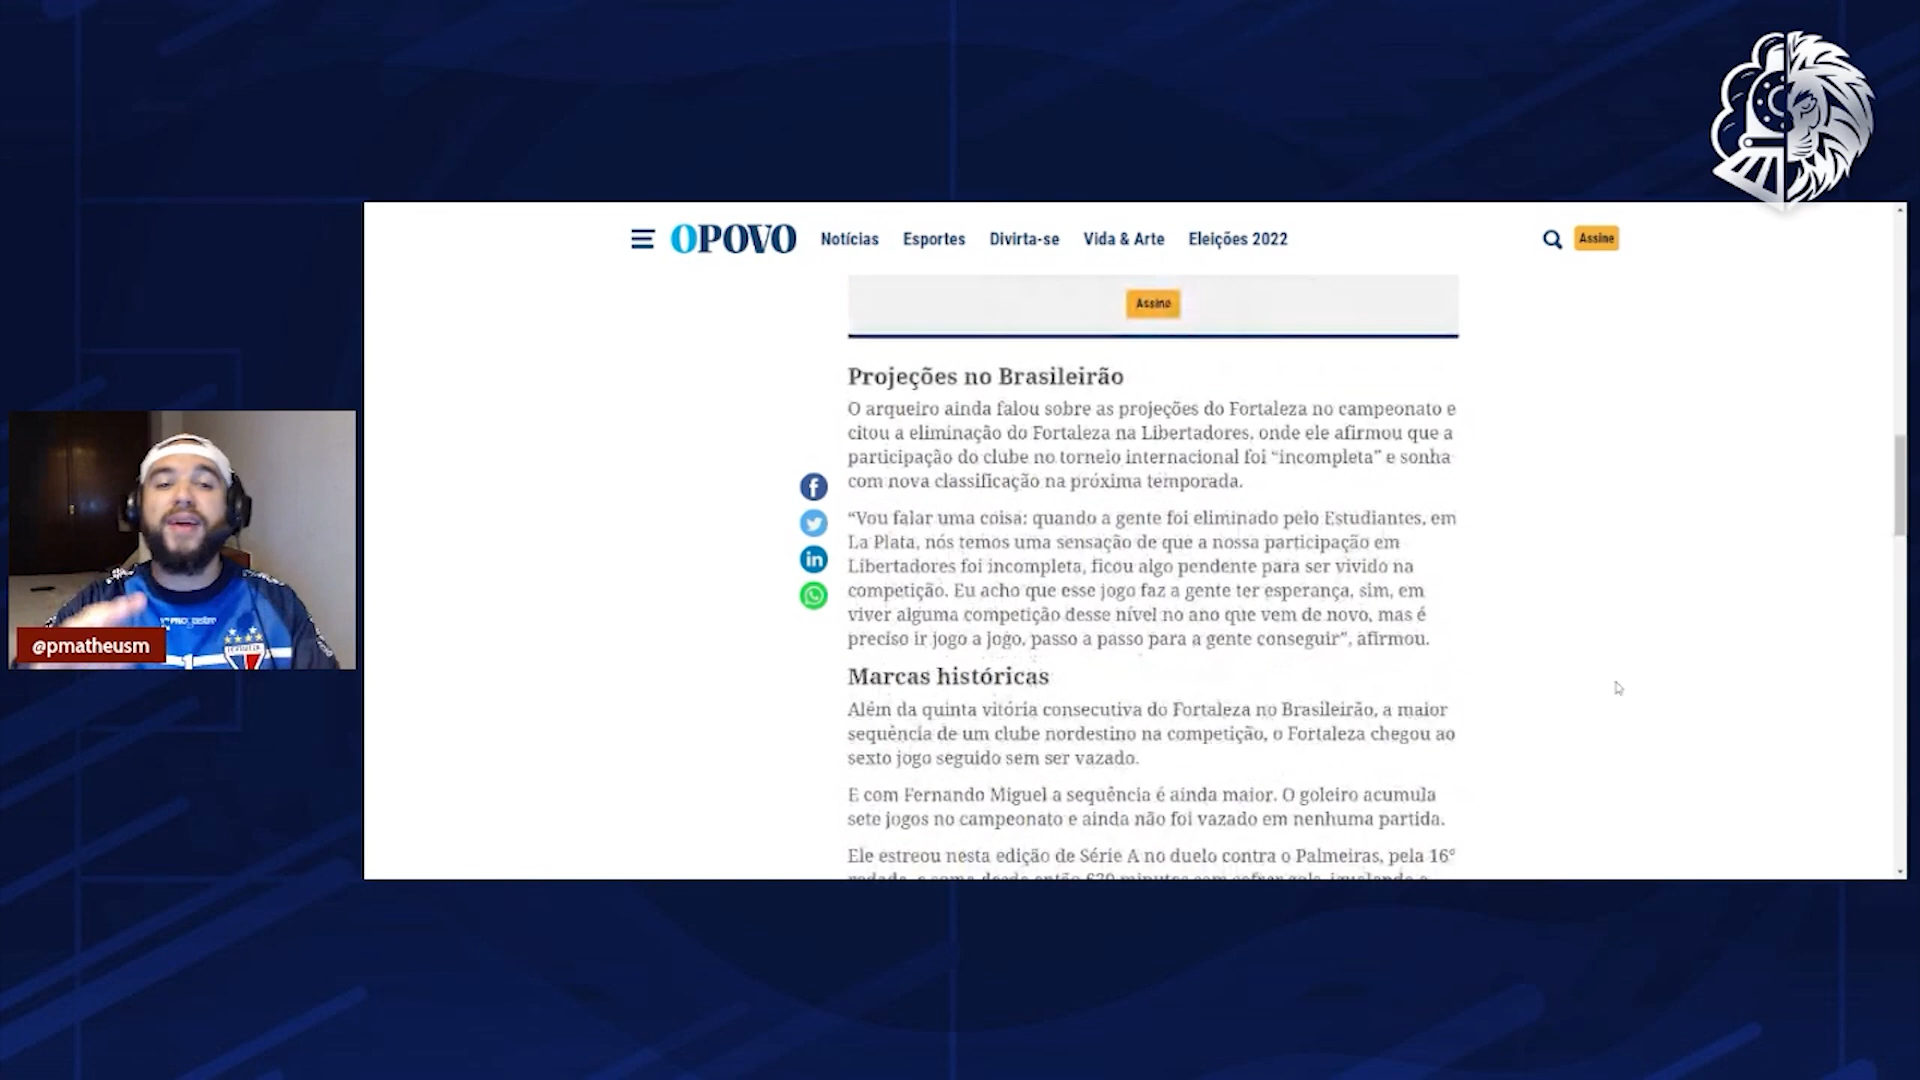 OPOVO Notícias Esportes Divirta-se Vida & Arte Eleições 2022 Assine
Assine
Projeções no Brasileirão
O arqueiro ainda falou sobre as projeções do Fortaleza no campeonato e
citou a eliminação do Fortaleza na Libertadores, onde ele afirmou que a
participação do clube no torneio internacional foi “incompleta” e sonha
com nova classificação na próxima temporada.
“Vou falar uma coisa: quando a gente foi eliminado pelo Estudiantes, em
La Plata, nós temos uma sensação de que a nossa participação em
Libertadores foi incompleta, ficou algo pendente para ser vivido na
competição. Eu acho que esse jogo faz a gente ter esperança, sim, em
viver alguma competição desse nível no ano que vem de novo, mas é
preciso ir jogo a jogo, passo a passo para a gente conseguir”, afirmou.
@pmatheusm
Marcas históricas
Além da quinta vitória consecutiva do Fortaleza no Brasileirão, a maior
sequência de um clube nordestino na competição, o Fortaleza chegou ao
sexto jogo seguido sem ser vazado.
E com Fernando Miguel a sequência é ainda maior. O goleiro acumula
sete jogos no campeonato e ainda não foi vazado em nenhuma partida.
Ele estreou nesta edição de Série A no duelo contra o Palmeiras, pela 16ª